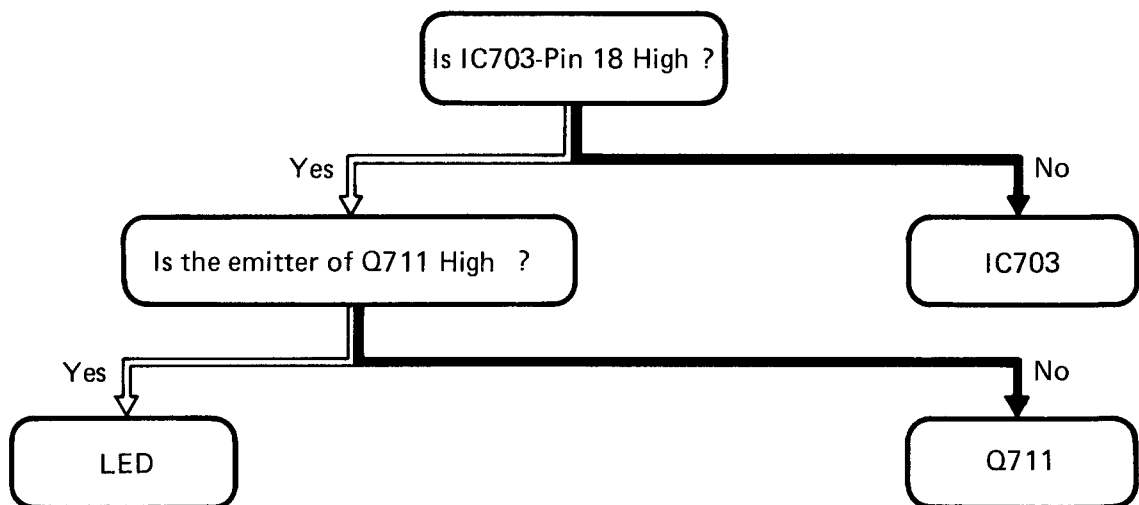 Is IC703-Pin 18 High ?
Yes
No
Is the emitter of Q711 High ?
IC703
Yes
No
LED
Q711